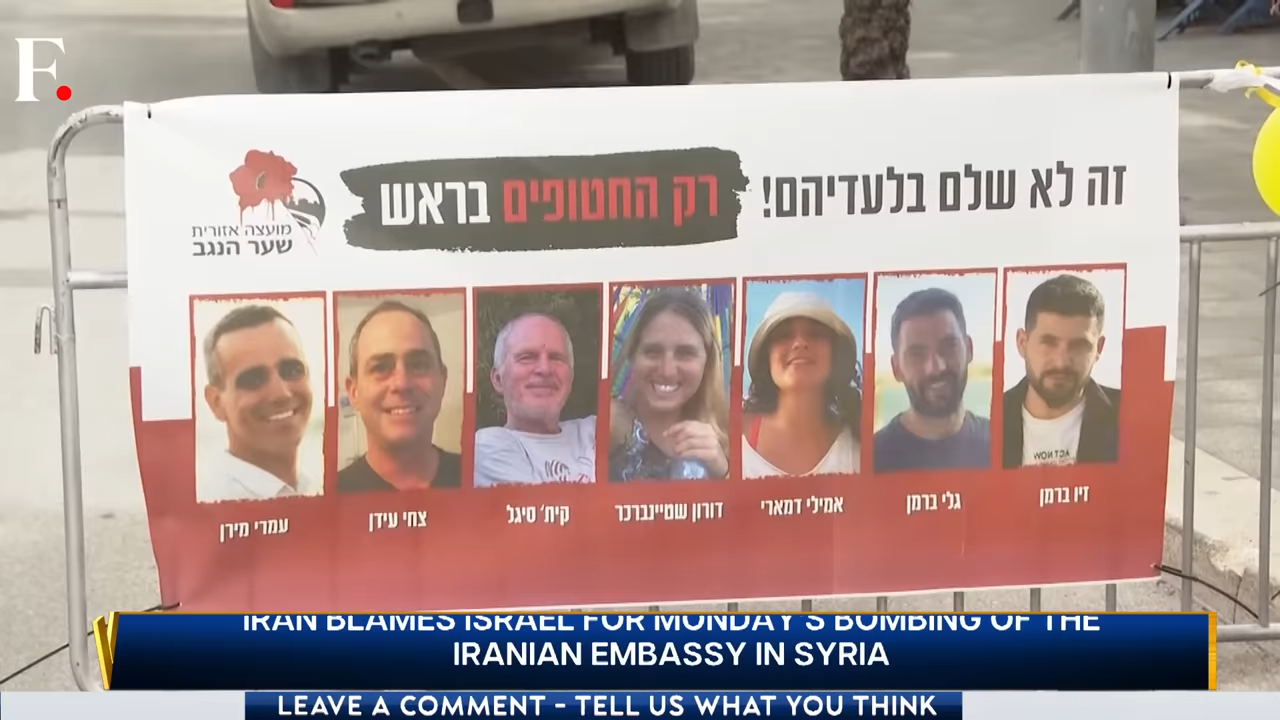 F.
זה לא שלם בלעדיהם! רק החטופים בראש
מועצה אזורית
שער הנגב
ACT NOW
עמרי מירן
צחי עידן
קית' סיגל
דורון שטיינברכר
אמילי דמארי
גלי ברמן
זיו ברמן
IRAN BLAMES ISRAEL FOR MONDAY'S BOMBING OF THE
IRANIAN EMBASSY IN SYRIA
LEAVE A COMMENT - TELL US WHAT YOU THINK